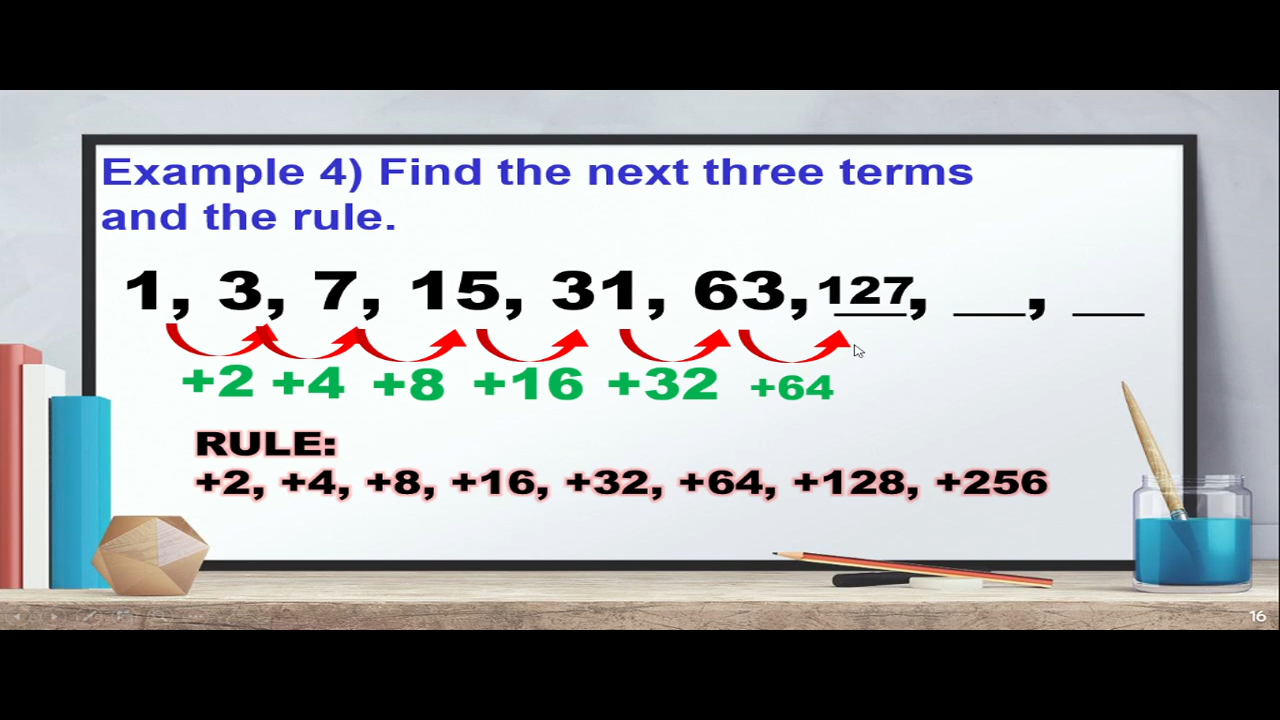 Example 4) Find the next three terms
and the rule.
1, 3, 7, 15, 31, 63, 127, ___, ___
+2 +4 +8 +16 +32 +64
RULE:
+2, +4, +8, +16, +32, +64, +128, +256
16